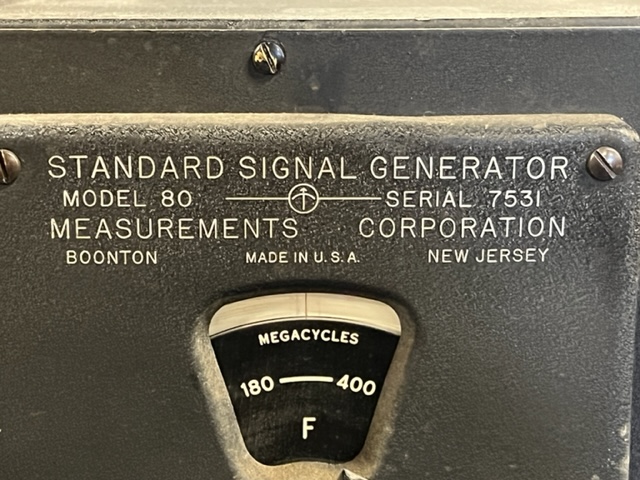 STANDARD SIGNAL GENERATOR
MODEL 80 SERIAL 7531
MEASUREMENTS CORPORATION
BOONTON MADE IN U.S.A. NEW JERSEY
MEGACYCLES
180 — 400
F